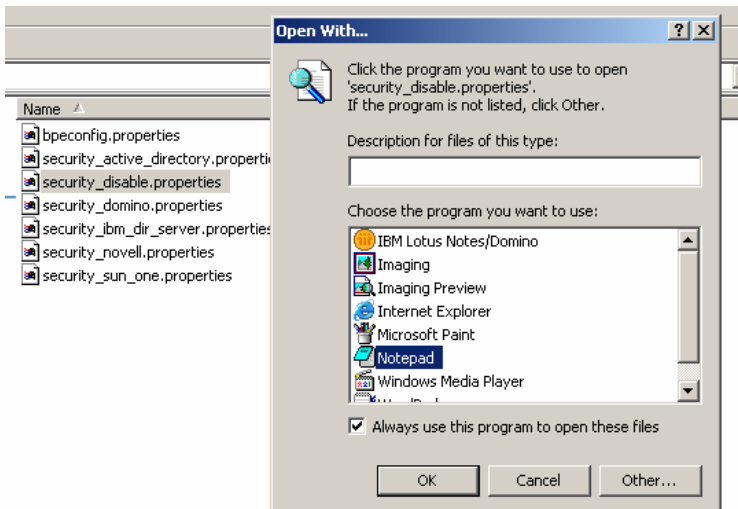 Open With...
Click the program you want to use to open
'security_disable.properties'.
If the program is not listed, click Other.
Description for files of this type:
Choose the program you want to use:
IBM Lotus Notes/Domino
Imaging
Imaging Preview
Internet Explorer
Microsoft Paint
Notepad
Windows Media Player
Always use this program to open these files
OK
Cancel
Other...
Name
bpeconfig.properties
security_active_directory.properti
security_disable.properties
security_domino.properties
security_ibm_dir_server.properties
security_novell.properties
security_sun_one.properties